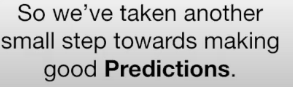 So we've taken another
small step towards making
good Predictions.